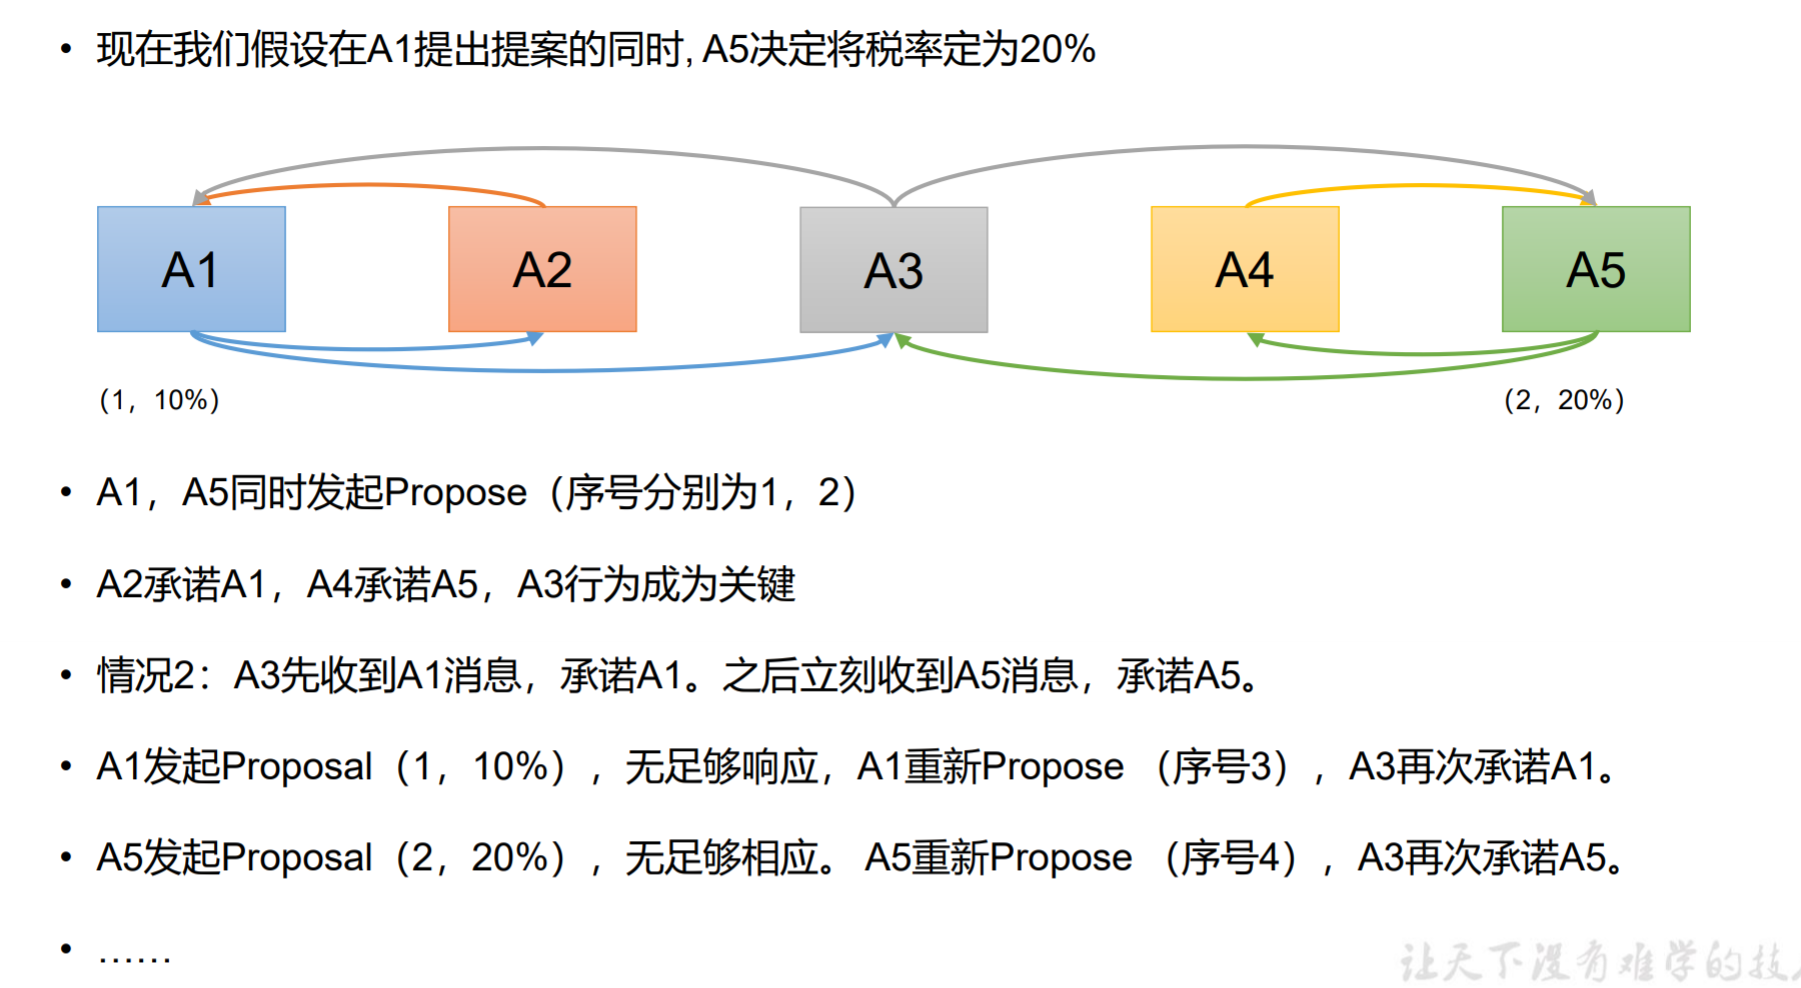 • 现在我们假设在A1提出提案的同时, A5决定将税率定为20%
A1 A2 A3 A4 A5
（1，10%） （2，20%）
• A1，A5同时发起Propose（序号分别为1，2）
• A2承诺A1，A4承诺A5，A3行为成为关键
• 情况2：A3先收到A1消息，承诺A1。之后立刻收到A5消息，承诺A5。
• A1发起Proposal（1，10%），无足够响应，A1重新Propose （序号3），A3再次承诺A1。
• A5发起Proposal（2，20%），无足够相应。 A5重新Propose （序号4），A3再次承诺A5。
• ……
让天下没有难学的技